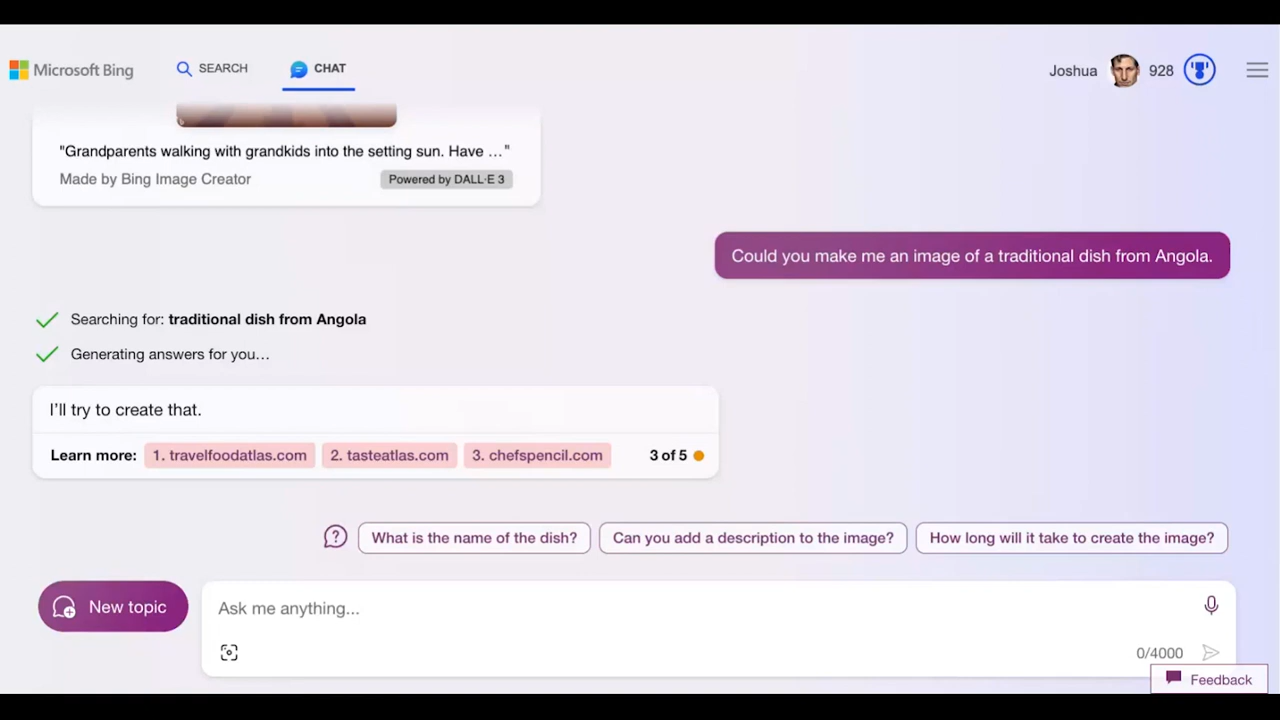 Microsoft Bing SEARCH CHAT Joshua 928
"Grandparents walking with grandkids into the setting sun. Have ..."
Made by Bing Image Creator Powered by DALL·E 3
Could you make me an image of a traditional dish from Angola.
Searching for: traditional dish from Angola
Generating answers for you...
I'll try to create that.
Learn more: 1. travelfoodatlas.com 2. tasteatlas.com 3. chefspencil.com 3 of 5
What is the name of the dish? Can you add a description to the image? How long will it take to create the image?
New topic Ask me anything...
0/4000
Feedback